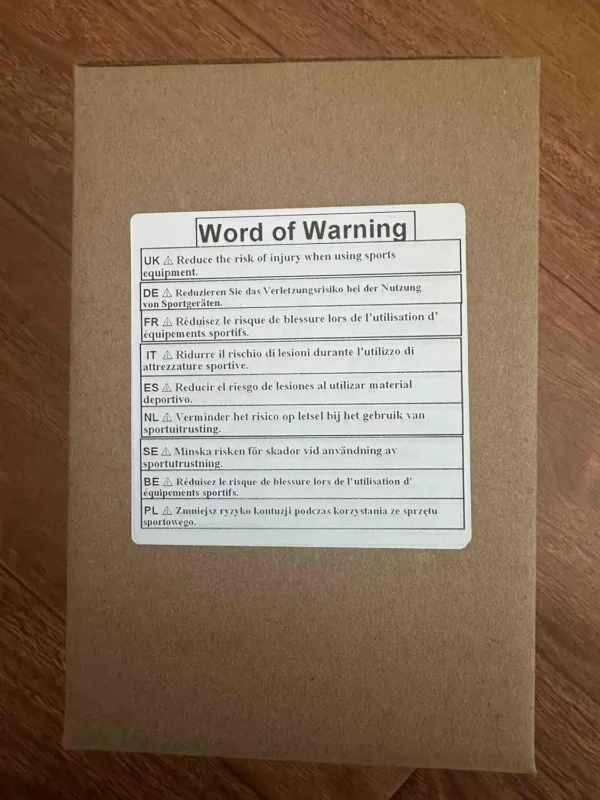 Word of Warning
UK ⚠ Reduce the risk of injury when using sports
equipment.
DE ⚠ Reduzieren Sie das Verletzungsrisiko bei der Nutzung
von Sportgeräten.
FR ⚠ Réduisez le risque de blessure lors de l'utilisation d'
équipements sportifs.
IT ⚠ Ridurre il rischio di lesioni durante l'utilizzo di
attrezzature sportive.
ES ⚠ Reducir el riesgo de lesiones al utilizar material
deportivo.
NL ⚠ Verminder het risico op letsel bij het gebruik van
sportuitrusting.
SE ⚠ Minska risken för skador vid användning av
sportutrustning.
BE ⚠ Réduisez le risque de blessure lors de l'utilisation d'
équipements sportifs.
PL ⚠ Zmniejsz ryzyko kontuzji podczas korzystania ze sprzętu
sportowego.